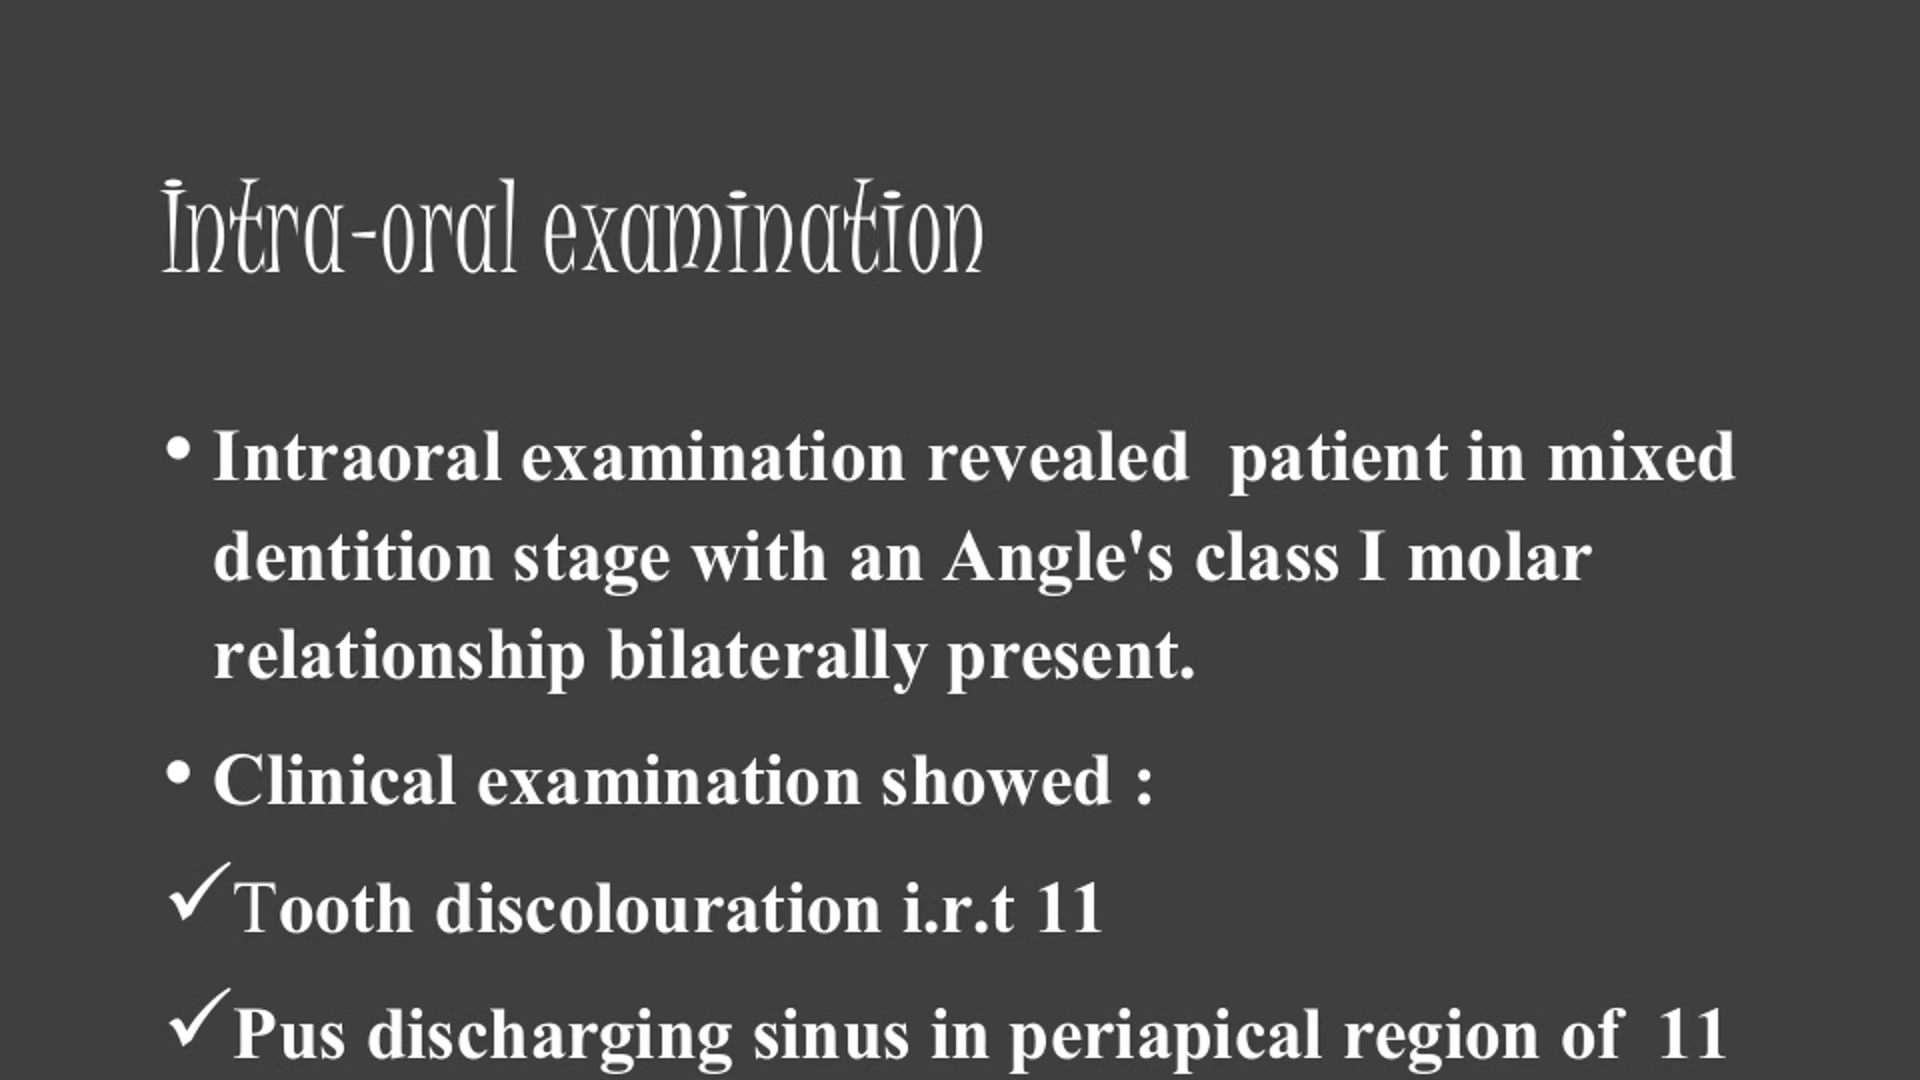 Intra-oral examination
• Intraoral examination revealed  patient in mixed
dentition stage with an Angle's class I molar
relationship bilaterally present.
• Clinical examination showed :
✓Tooth discolouration i.r.t 11
✓Pus discharging sinus in periapical region of  11